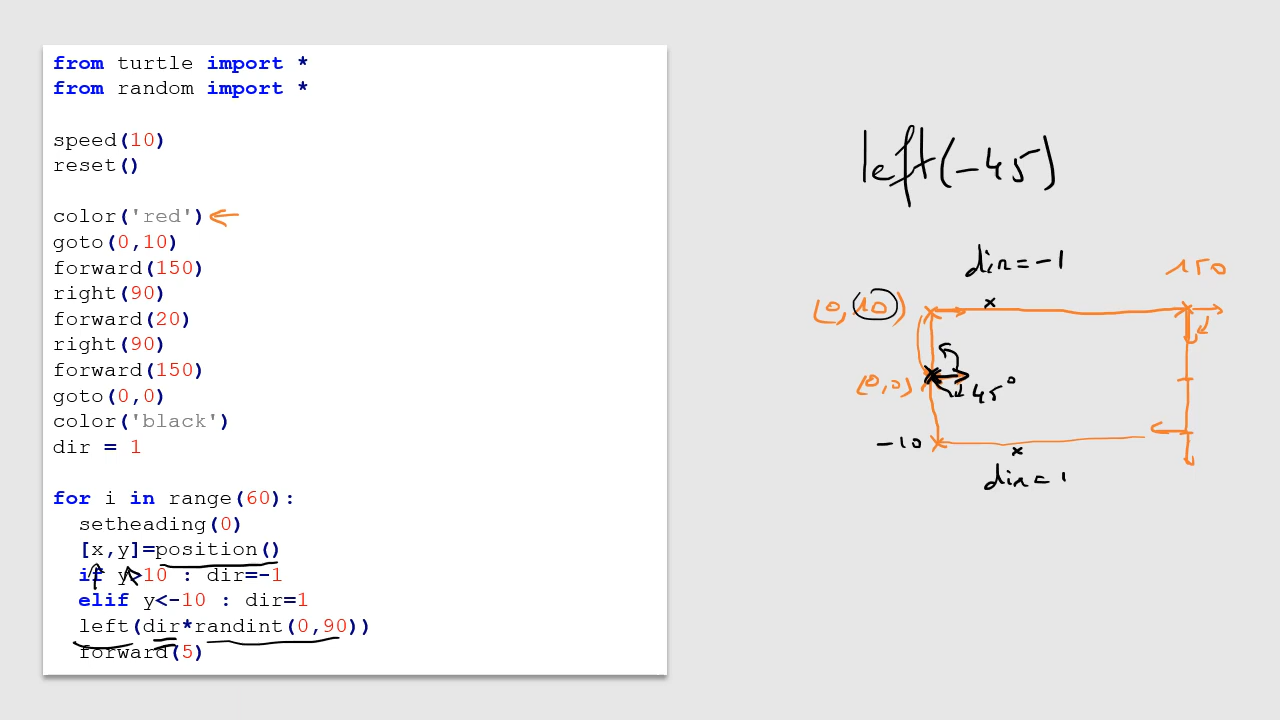 from turtle import *
from random import *
speed(10)
reset()
color('red')
goto(0,10)
forward(150)
right(90)
forward(20)
right(90)
forward(150)
goto(0,0)
color('black')
dir = 1
for i in range(60):
setheading(0)
[x,y]=position()
if y>10 : dir=-1
elif y<-10 : dir=1
left(dir*randint(0,90))
forward(5)
left(-45)
dir=-1
150
(0,10)
(0,0)
45°
-10
dir=1